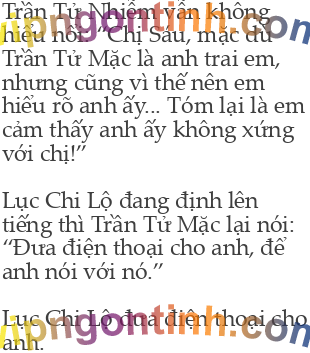 Trần Tử Nhiễm vẫn không
hiểu nổi: “Chị Sáu, mặc dù
Trần Tử Mặc là anh trai em,
nhưng cũng vì thế nên em
hiểu rõ anh ấy... Tóm lại là em
cảm thấy anh ấy không xứng
với chị!”
Lục Chi Lộ đang định lên
tiếng thì Trần Tử Mặc lại nói:
“Đưa điện thoại cho anh, để
anh nói với nó.”
Lục Chi Lộ đưa điện thoại cho
anh.